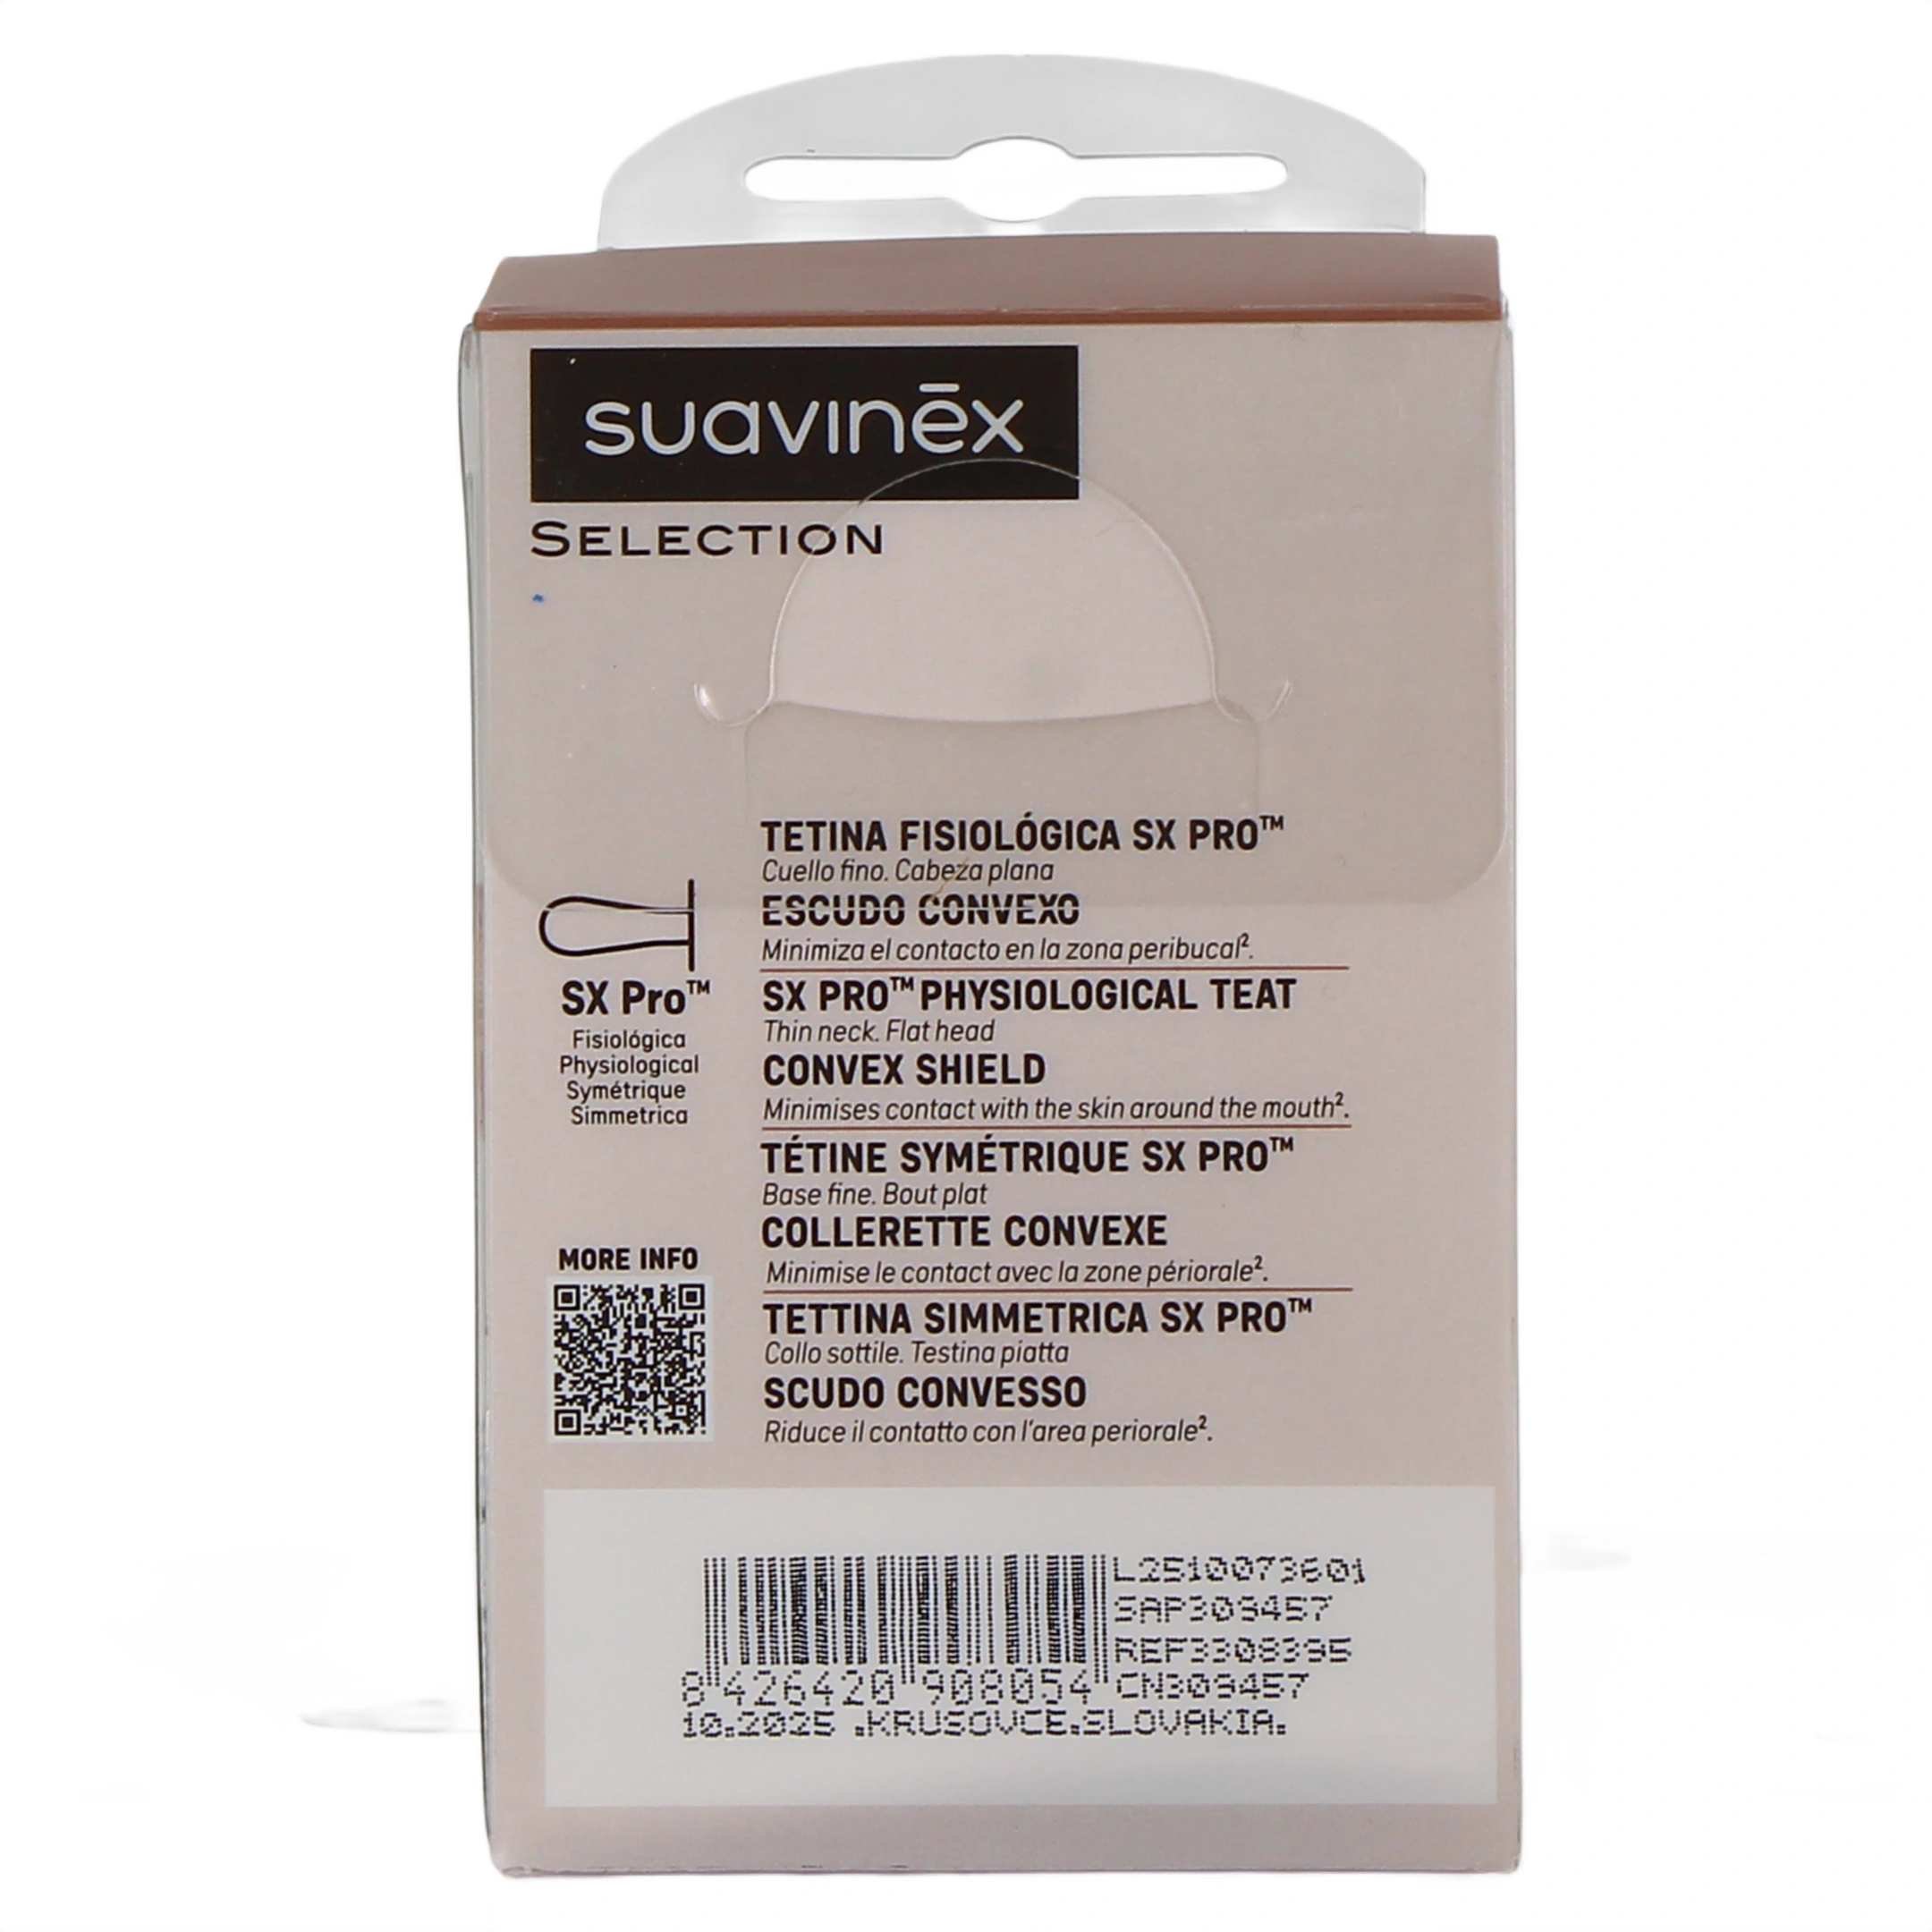 suavinēx
SELECTION
TETINA FISIOLÓGICA SX PRO™
Cuello fino. Cabeza plana
ESCUDO CONVEXO
Minimiza el contacto en la zona peribucal².
SX PRO™ PHYSIOLOGICAL TEAT
Thin neck. Flat head
CONVEX SHIELD
Minimises contact with the skin around the mouth².
TÉTINE SYMÉTRIQUE SX PRO™
Base fine. Bout plat
COLLERETTE CONVEXE
Minimise le contact avec la zone périorale².
TETTINA SIMMETRICA SX PRO™
Collo sottile. Testina piatta
SCUDO CONVESSO
Riduce il contatto con l'area periorale².
SX Pro™
Fisiológica
Physiological
Symétrique
Simmetrica
MORE INFO
L2510073601
SAP309457
REF3308395
8 426420 908054 CN309457
10.2025 .KRUSOVCE.SLOVAKIA.